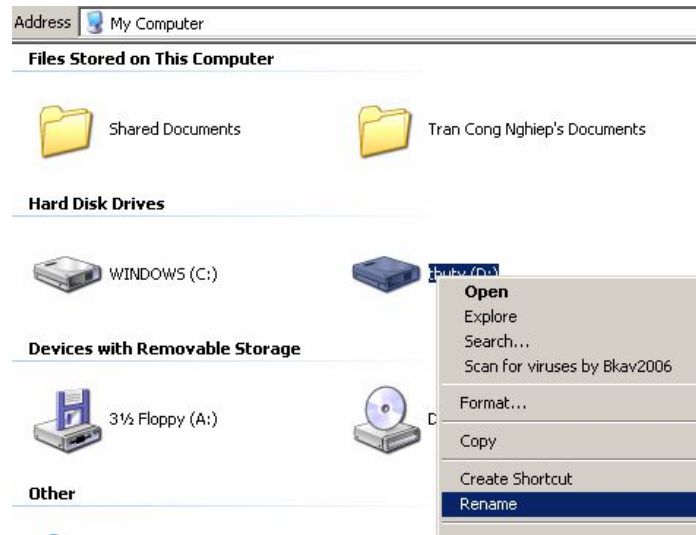 Address My Computer
Files Stored on This Computer
Shared Documents
Tran Cong Nghiep's Documents
Hard Disk Drives
WINDOWS (C:)
(D:)
Open
Explore
Search...
Scan for viruses by Bkav2006
Format...
Copy
Create Shortcut
Rename
Devices with Removable Storage
3½ Floppy (A:)
D
Other